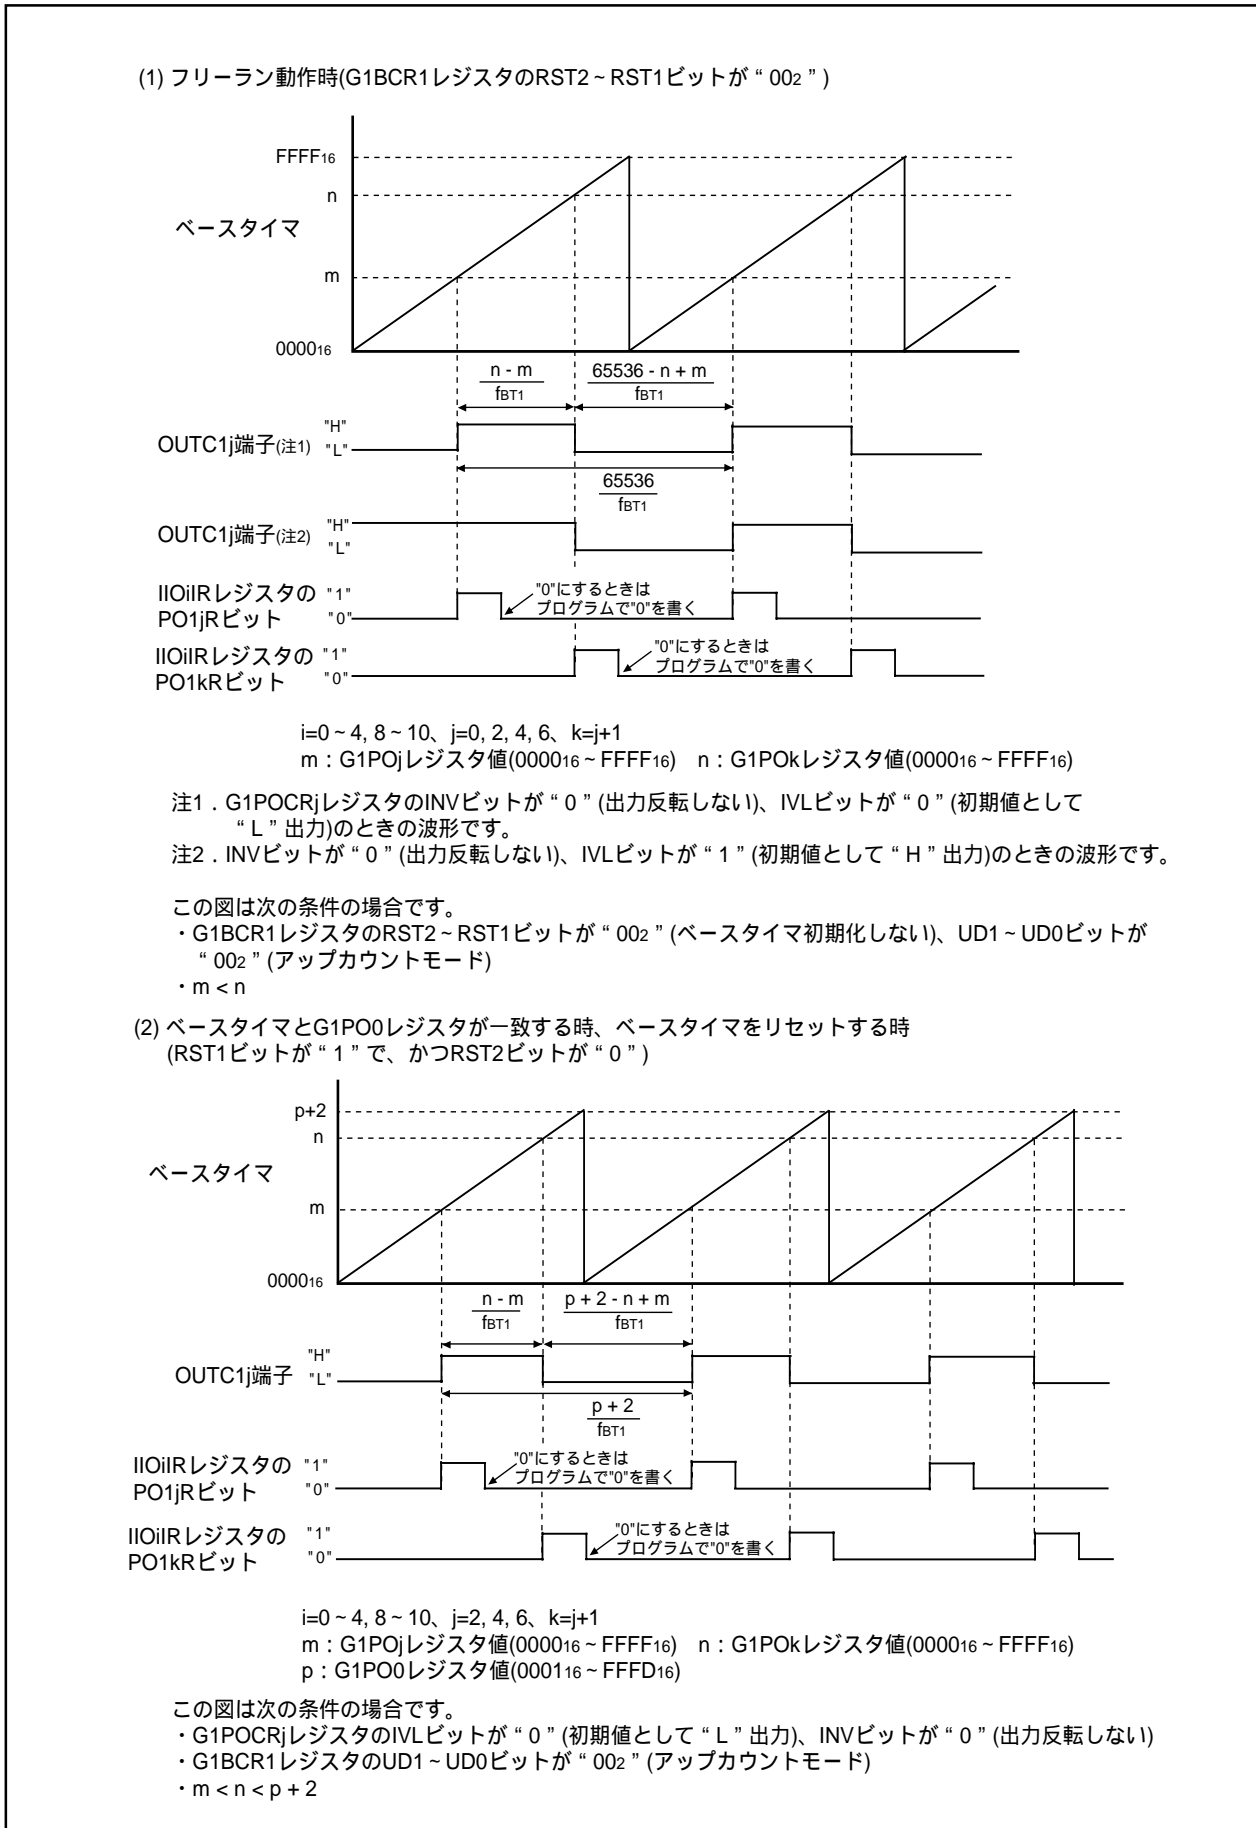 (1) フリーラン動作時(G1BCR1レジスタのRST2～RST1ビットが“002”)
FFFF16
n
ベースタイマ
m
000016
n - m
fBT1
65536 - n + m
fBT1
"H"
OUTC1j端子(注1) "L"
65536
fBT1
OUTC1j端子(注2) "H"
"L"
IIOiIRレジスタの "1"
PO1jRビット "0"
"0"にするときは
プログラムで"0"を書く
IIOiIRレジスタの "1"
PO1kRビット "0"
"0"にするときは
プログラムで"0"を書く
i=0～4, 8～10、j=0, 2, 4, 6、k=j+1
m：G1POjレジスタ値(000016～FFFF16) n：G1POkレジスタ値(000016～FFFF16)
注1．G1POCRjレジスタのINVビットが“0”(出力反転しない)、IVLビットが“0”(初期値として
“L”出力)のときの波形です。
注2．INVビットが“0”(出力反転しない)、IVLビットが“1”(初期値として“H”出力)のときの波形です。
この図は次の条件の場合です。
・G1BCR1レジスタのRST2～RST1ビットが“002”(ベースタイマ初期化しない)、UD1～UD0ビットが
“002”(アップカウントモード)
・m < n
(2) ベースタイマとG1PO0レジスタが一致する時、ベースタイマをリセットする時
(RST1ビットが“1”で、かつRST2ビットが“0”)
p+2
n
ベースタイマ
m
000016
n - m
fBT1
p + 2 - n + m
fBT1
"H"
OUTC1j端子 "L"
p + 2
fBT1
IIOiIRレジスタの "1"
PO1jRビット "0"
"0"にするときは
プログラムで"0"を書く
IIOiIRレジスタの "1"
PO1kRビット "0"
"0"にするときは
プログラムで"0"を書く
i=0～4, 8～10、j=2, 4, 6、k=j+1
m：G1POjレジスタ値(000016～FFFF16) n：G1POkレジスタ値(000016～FFFF16)
p：G1PO0レジスタ値(000116～FFFD16)
この図は次の条件の場合です。
・G1POCRjレジスタのIVLビットが“0”(初期値として“L”出力)、INVビットが“0”(出力反転しない)
・G1BCR1レジスタのUD1～UD0ビットが“002”(アップカウントモード)
・m < n < p + 2